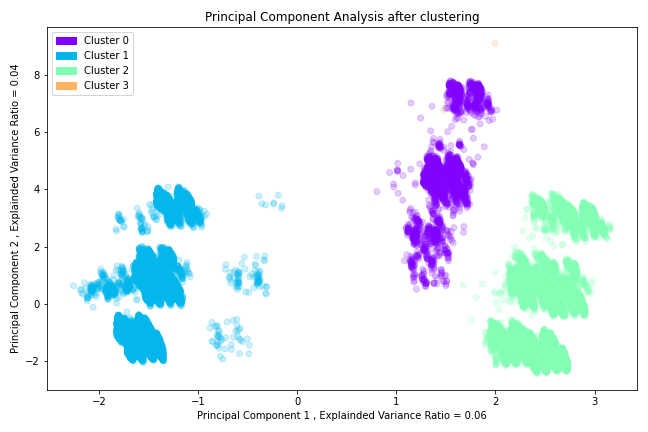 Principal Component Analysis after clustering
Cluster 0
Cluster 1
Cluster 2
Cluster 3
Principal Component 2 , Explainded Variance Ratio = 0.04
8
6
4
2
0
−2
−2
−1
0
1
2
3
Principal Component 1 , Explainded Variance Ratio = 0.06